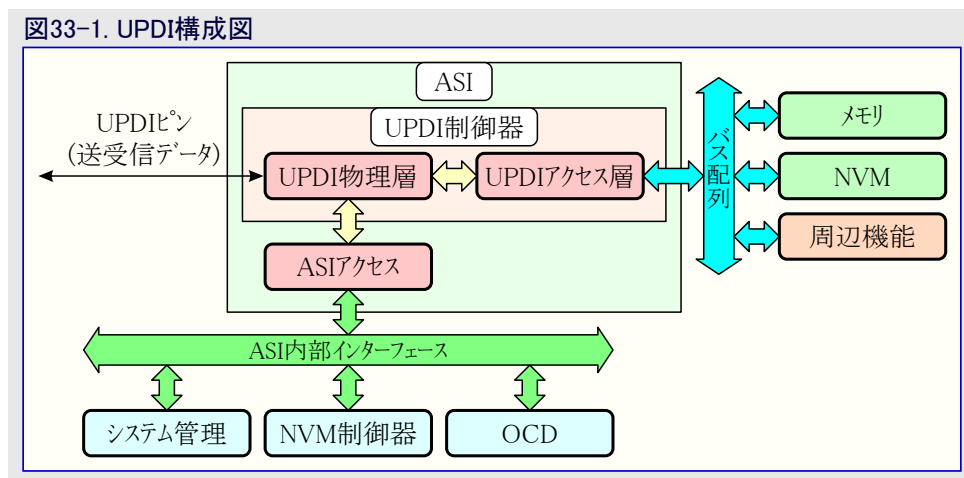 図33-1. UPDI構成図
ASI
UPDI制御器
UPDIピン
(送受信データ)
UPDI物理層
UPDIアクセス層
ASIアクセス
バス配列
メモリ
NVM
周辺機能
ASI内部インターフェース
システム管理
NVM制御器
OCD